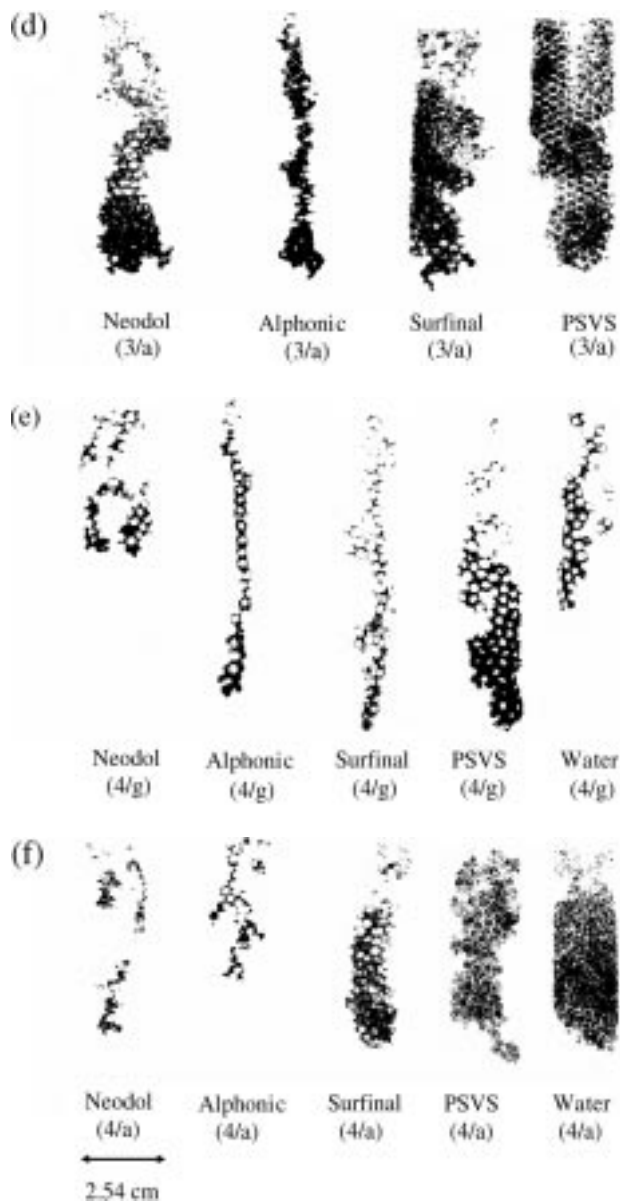 (d)
Neodol Alphonic Surfinal PSVS
(3/a) (3/a) (3/a) (3/a)
(e)
Neodol Alphonic Surfinal PSVS Water
(4/g) (4/g) (4/g) (4/g) (4/g)
(f)
Neodol Alphonic Surfinal PSVS Water
(4/a) (4/a) (4/a) (4/a) (4/a)
2.54 cm